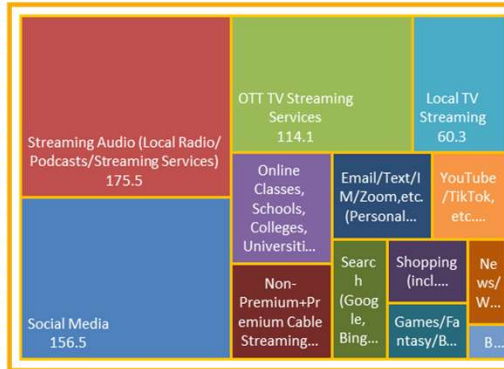 Streaming Audio (Local Radio/
Podcasts/Streaming Services)
175.5
Social Media
156.5
OTT TV Streaming
Services
114.1
Local TV
Streaming
60.3
Online
Classes,
Schools,
Colleges,
Universiti...
Non-
Premium+Pr
emium Cable
Streaming...
Email/Text/I
M/Zoom,etc.
(Personal...
YouTube
/TikTok,
etc....
Searc
h
(Goog
le,
Bing...
Shopping
(incl....
Games/Fa
ntasy/B...
Ne
ws/
W...
B...